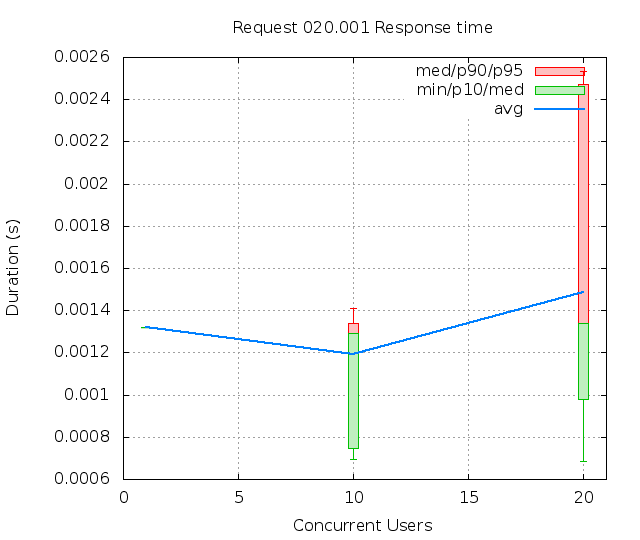 Request 020.001 Response time
0.0026
0.0024
0.0022
0.002
0.0018
0.0016
0.0014
0.0012
0.001
0.0008
0.0006
0
5
10
15
20
Duration (s)
Concurrent Users
med/p90/p95
min/p10/med
avg